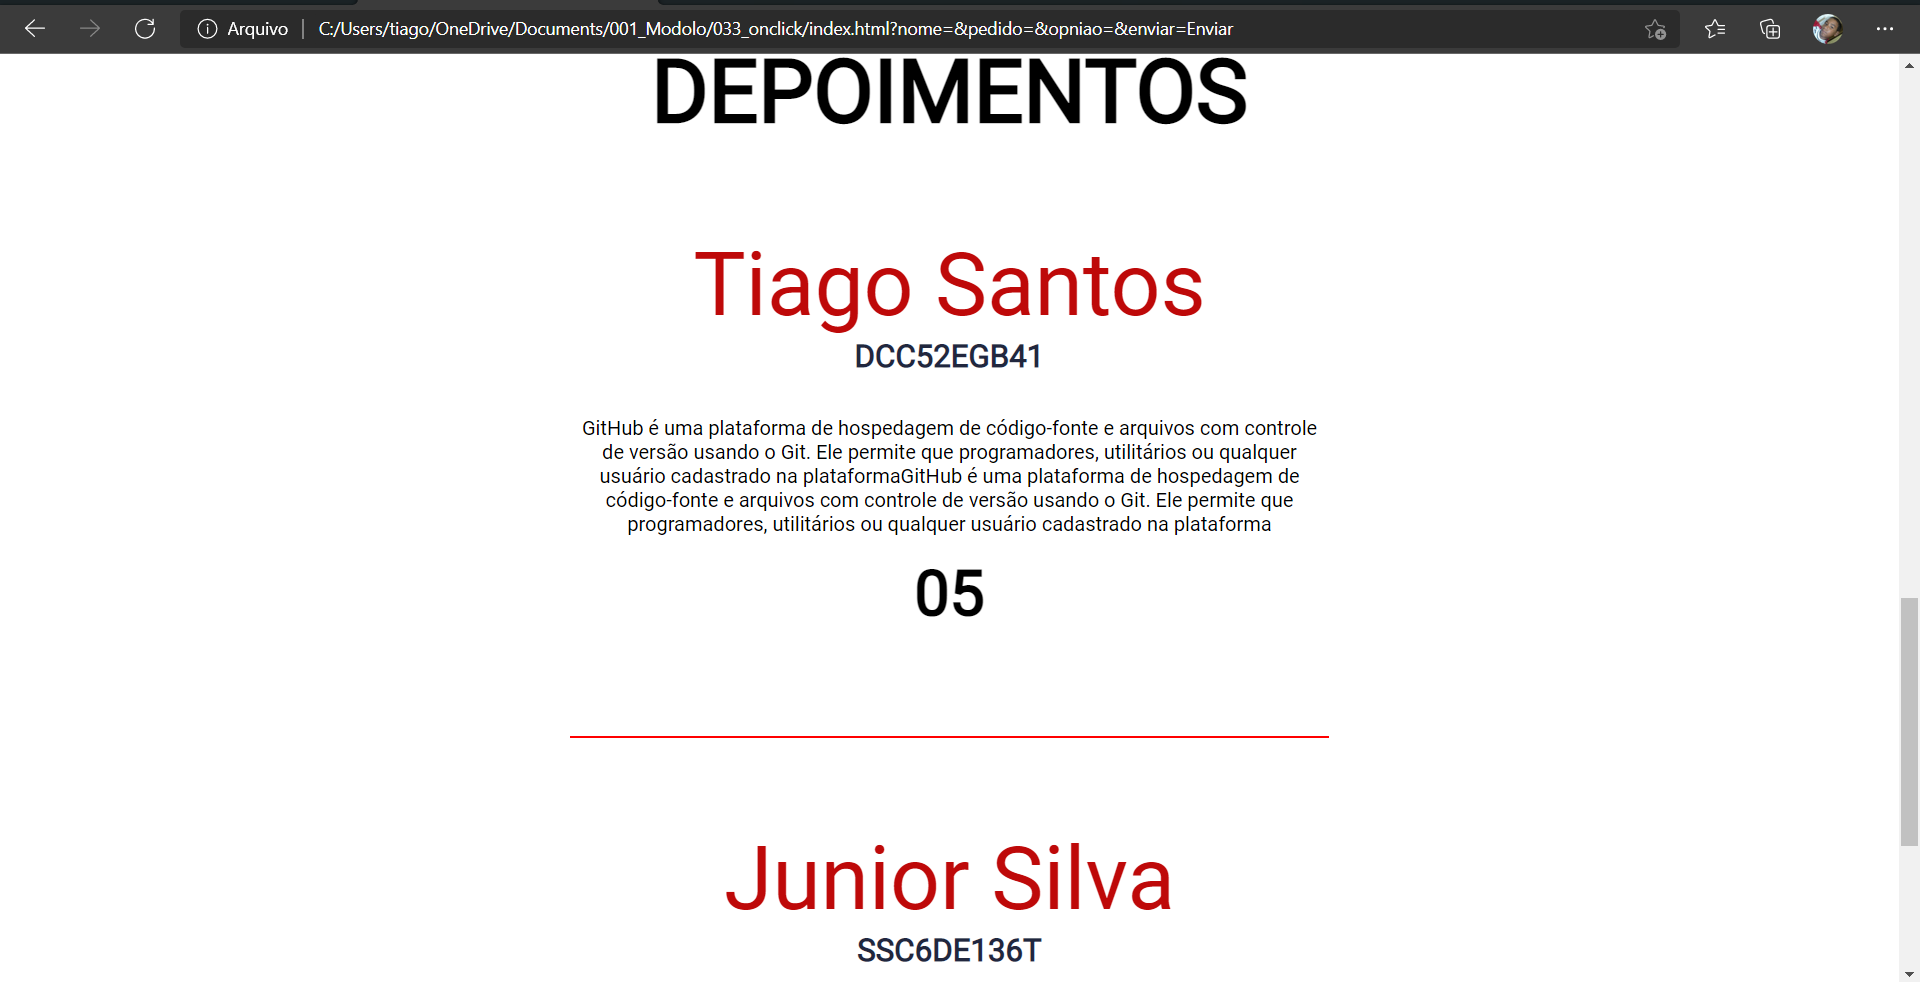 Arquivo
C:/Users/tiago/OneDrive/Documents/001_Modolo/033_onclick/index.html?nome=&pedido=&opniao=&enviar=Enviar
DEPOIMENTOS
Tiago Santos
DCC52EGB41
GitHub é uma plataforma de hospedagem de código-fonte e arquivos com controle
de versão usando o Git. Ele permite que programadores, utilitários ou qualquer
usuário cadastrado na plataformaGitHub é uma plataforma de hospedagem de
código-fonte e arquivos com controle de versão usando o Git. Ele permite que
programadores, utilitários ou qualquer usuário cadastrado na plataforma
05
Junior Silva
SSC6DE136T